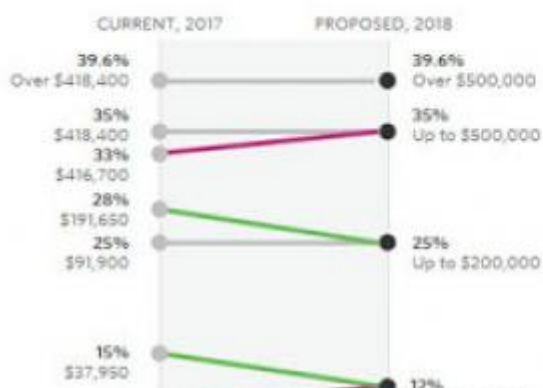 CURRENT, 2017
PROPOSED, 2018
39.6%
Over $418,400
39.6%
Over $500,000
35%
$418,400
35%
Up to $500,000
33%
$416,700
28%
$191,650
25%
$91,900
25%
Up to $200,000
15%
$37,950
12%